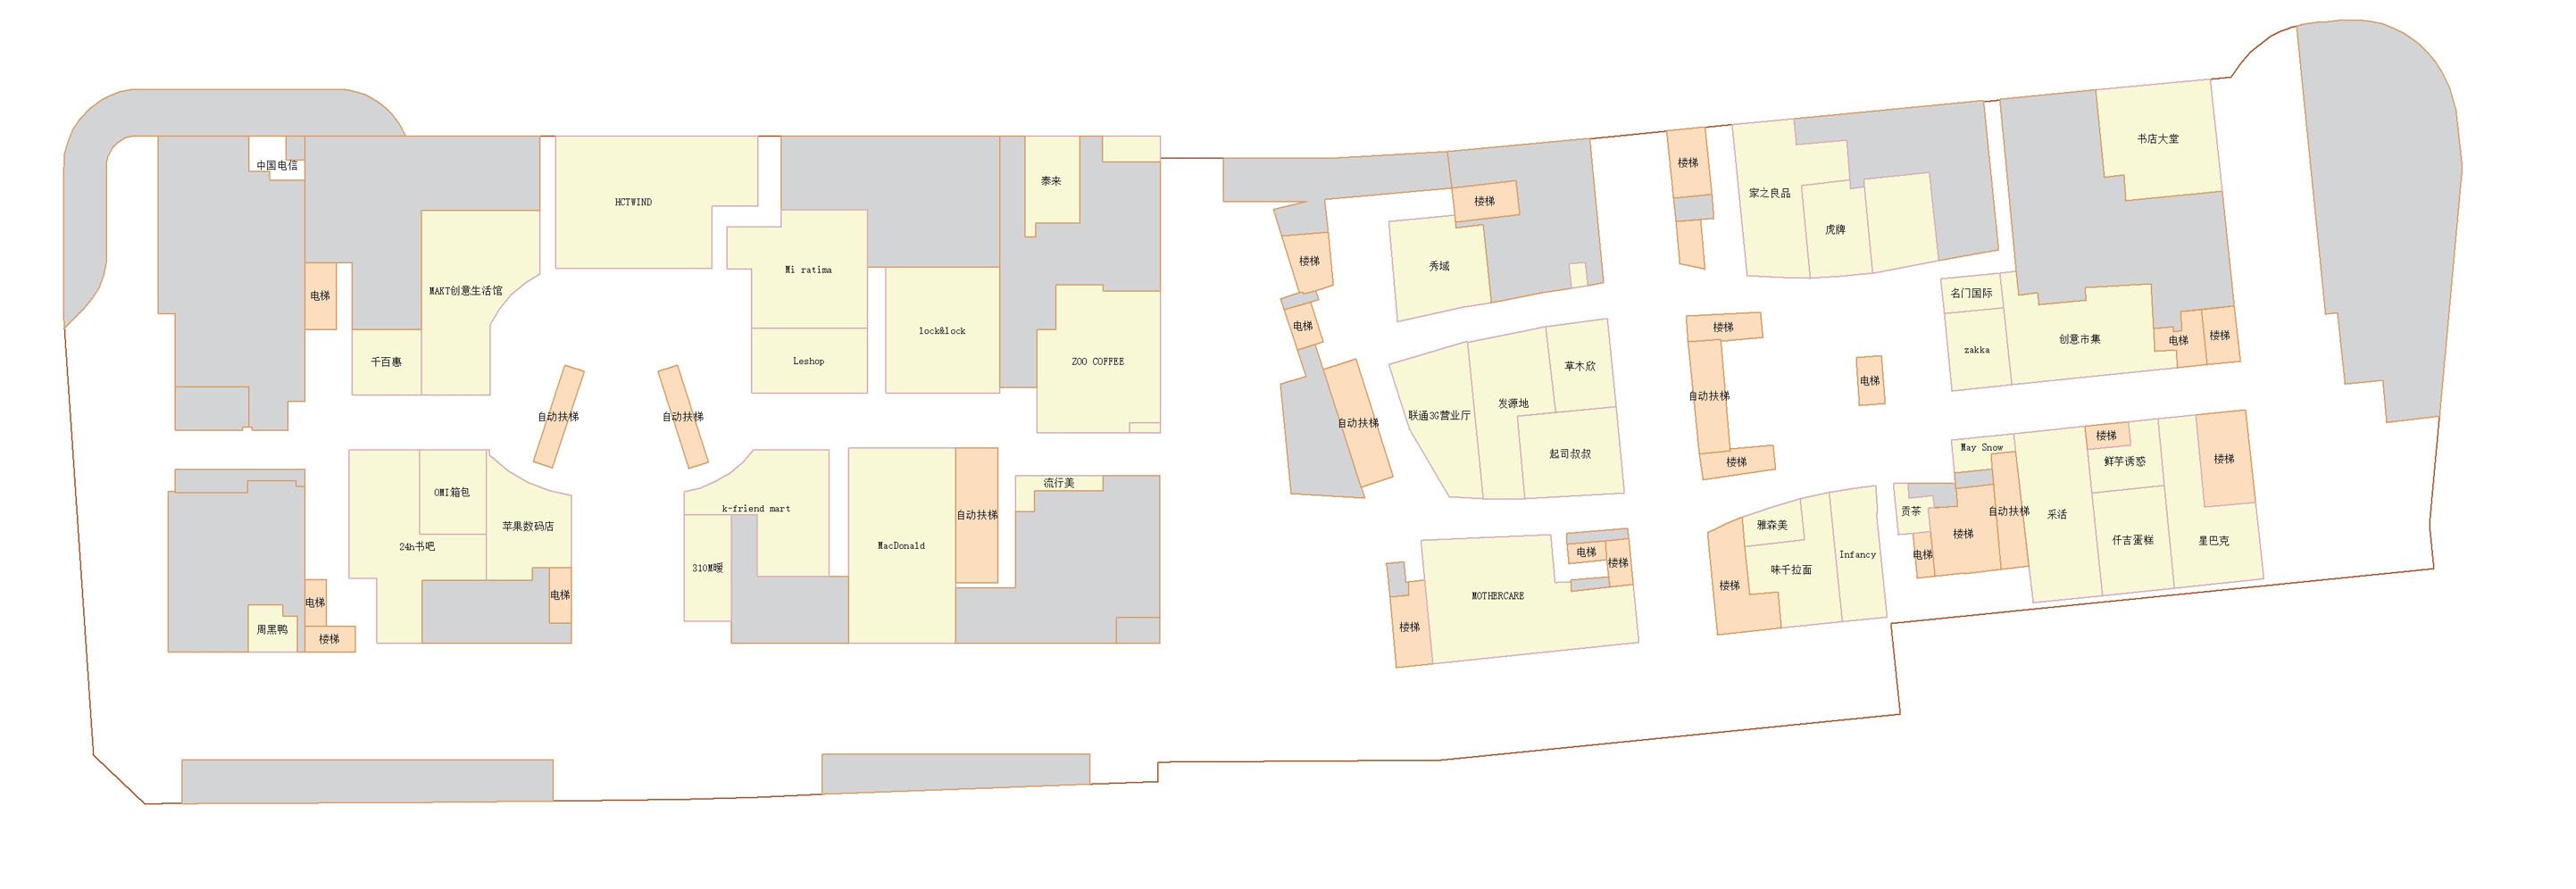 中国电信
HCTWIND
泰来
电梯
MAKT创意生活馆
千百惠
Mi ratima
Leshop
lock&lock
ZOO COFFEE
自动扶梯
自动扶梯
24h书吧
OMI箱包
苹果数码店
电梯
电梯
周黑鸭
楼梯
k-friend mart
310M暖
MacDonald
自动扶梯
流行美
楼梯
电梯
自动扶梯
楼梯
秀域
联通3G营业厅
发源地
草木欣
起司叔叔
MOTHERCARE
电梯
楼梯
楼梯
楼梯
楼梯
自动扶梯
楼梯
家之良品
虎牌
电梯
楼梯
雅森美
味千拉面
Infancy
书店大堂
名门国际
zakka
创意市集
电梯
楼梯
May Snow
贡茶
电梯
楼梯
自动扶梯
采活
楼梯
鲜芋诱惑
仟吉蛋糕
星巴克
楼梯